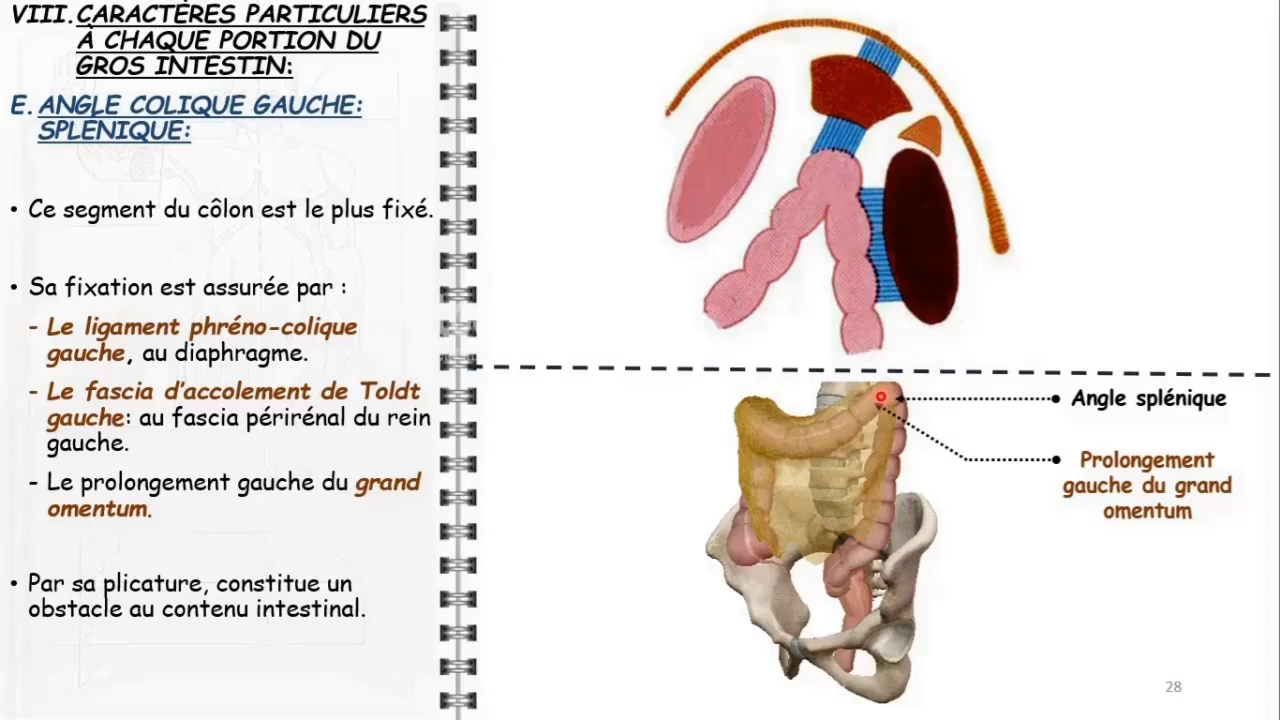 VIII. CARACTÈRES PARTICULIERS
À CHAQUE PORTION DU
GROS INTESTIN:
E. ANGLE COLIQUE GAUCHE:
SPLENIQUE:
• Ce segment du côlon est le plus fixé.
• Sa fixation est assurée par :
- Le ligament phréno-colique
gauche, au diaphragme.
- Le fascia d'accolement de Toldt
gauche: au fascia périrénal du rein
gauche.
- Le prolongement gauche du grand
omentum.
• Par sa plicature, constitue un
obstacle au contenu intestinal.
Angle splénique
Prolongement
gauche du grand
omentum
28